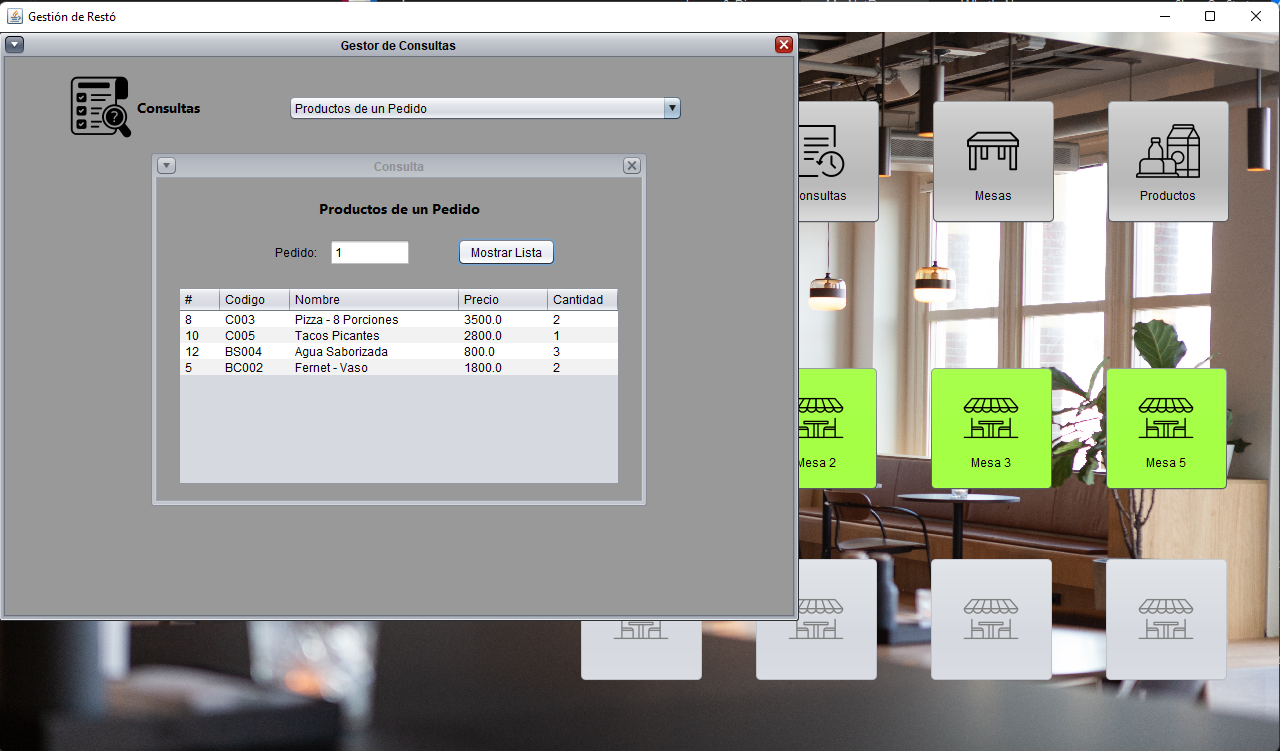 Gestión de Restó
Gestor de Consultas
Consultas
Productos de un Pedido
onsultas
Mesas
Productos
Consulta
Productos de un Pedido
Pedido: 1 Mostrar Lista
# Codigo Nombre Precio Cantidad
8 C003 Pizza - 8 Porciones 3500.0 2
10 C005 Tacos Picantes 2800.0 1
12 BS004 Agua Saborizada 800.0 3
5 BC002 Fernet - Vaso 1800.0 2
Mesa 2
Mesa 3
Mesa 5